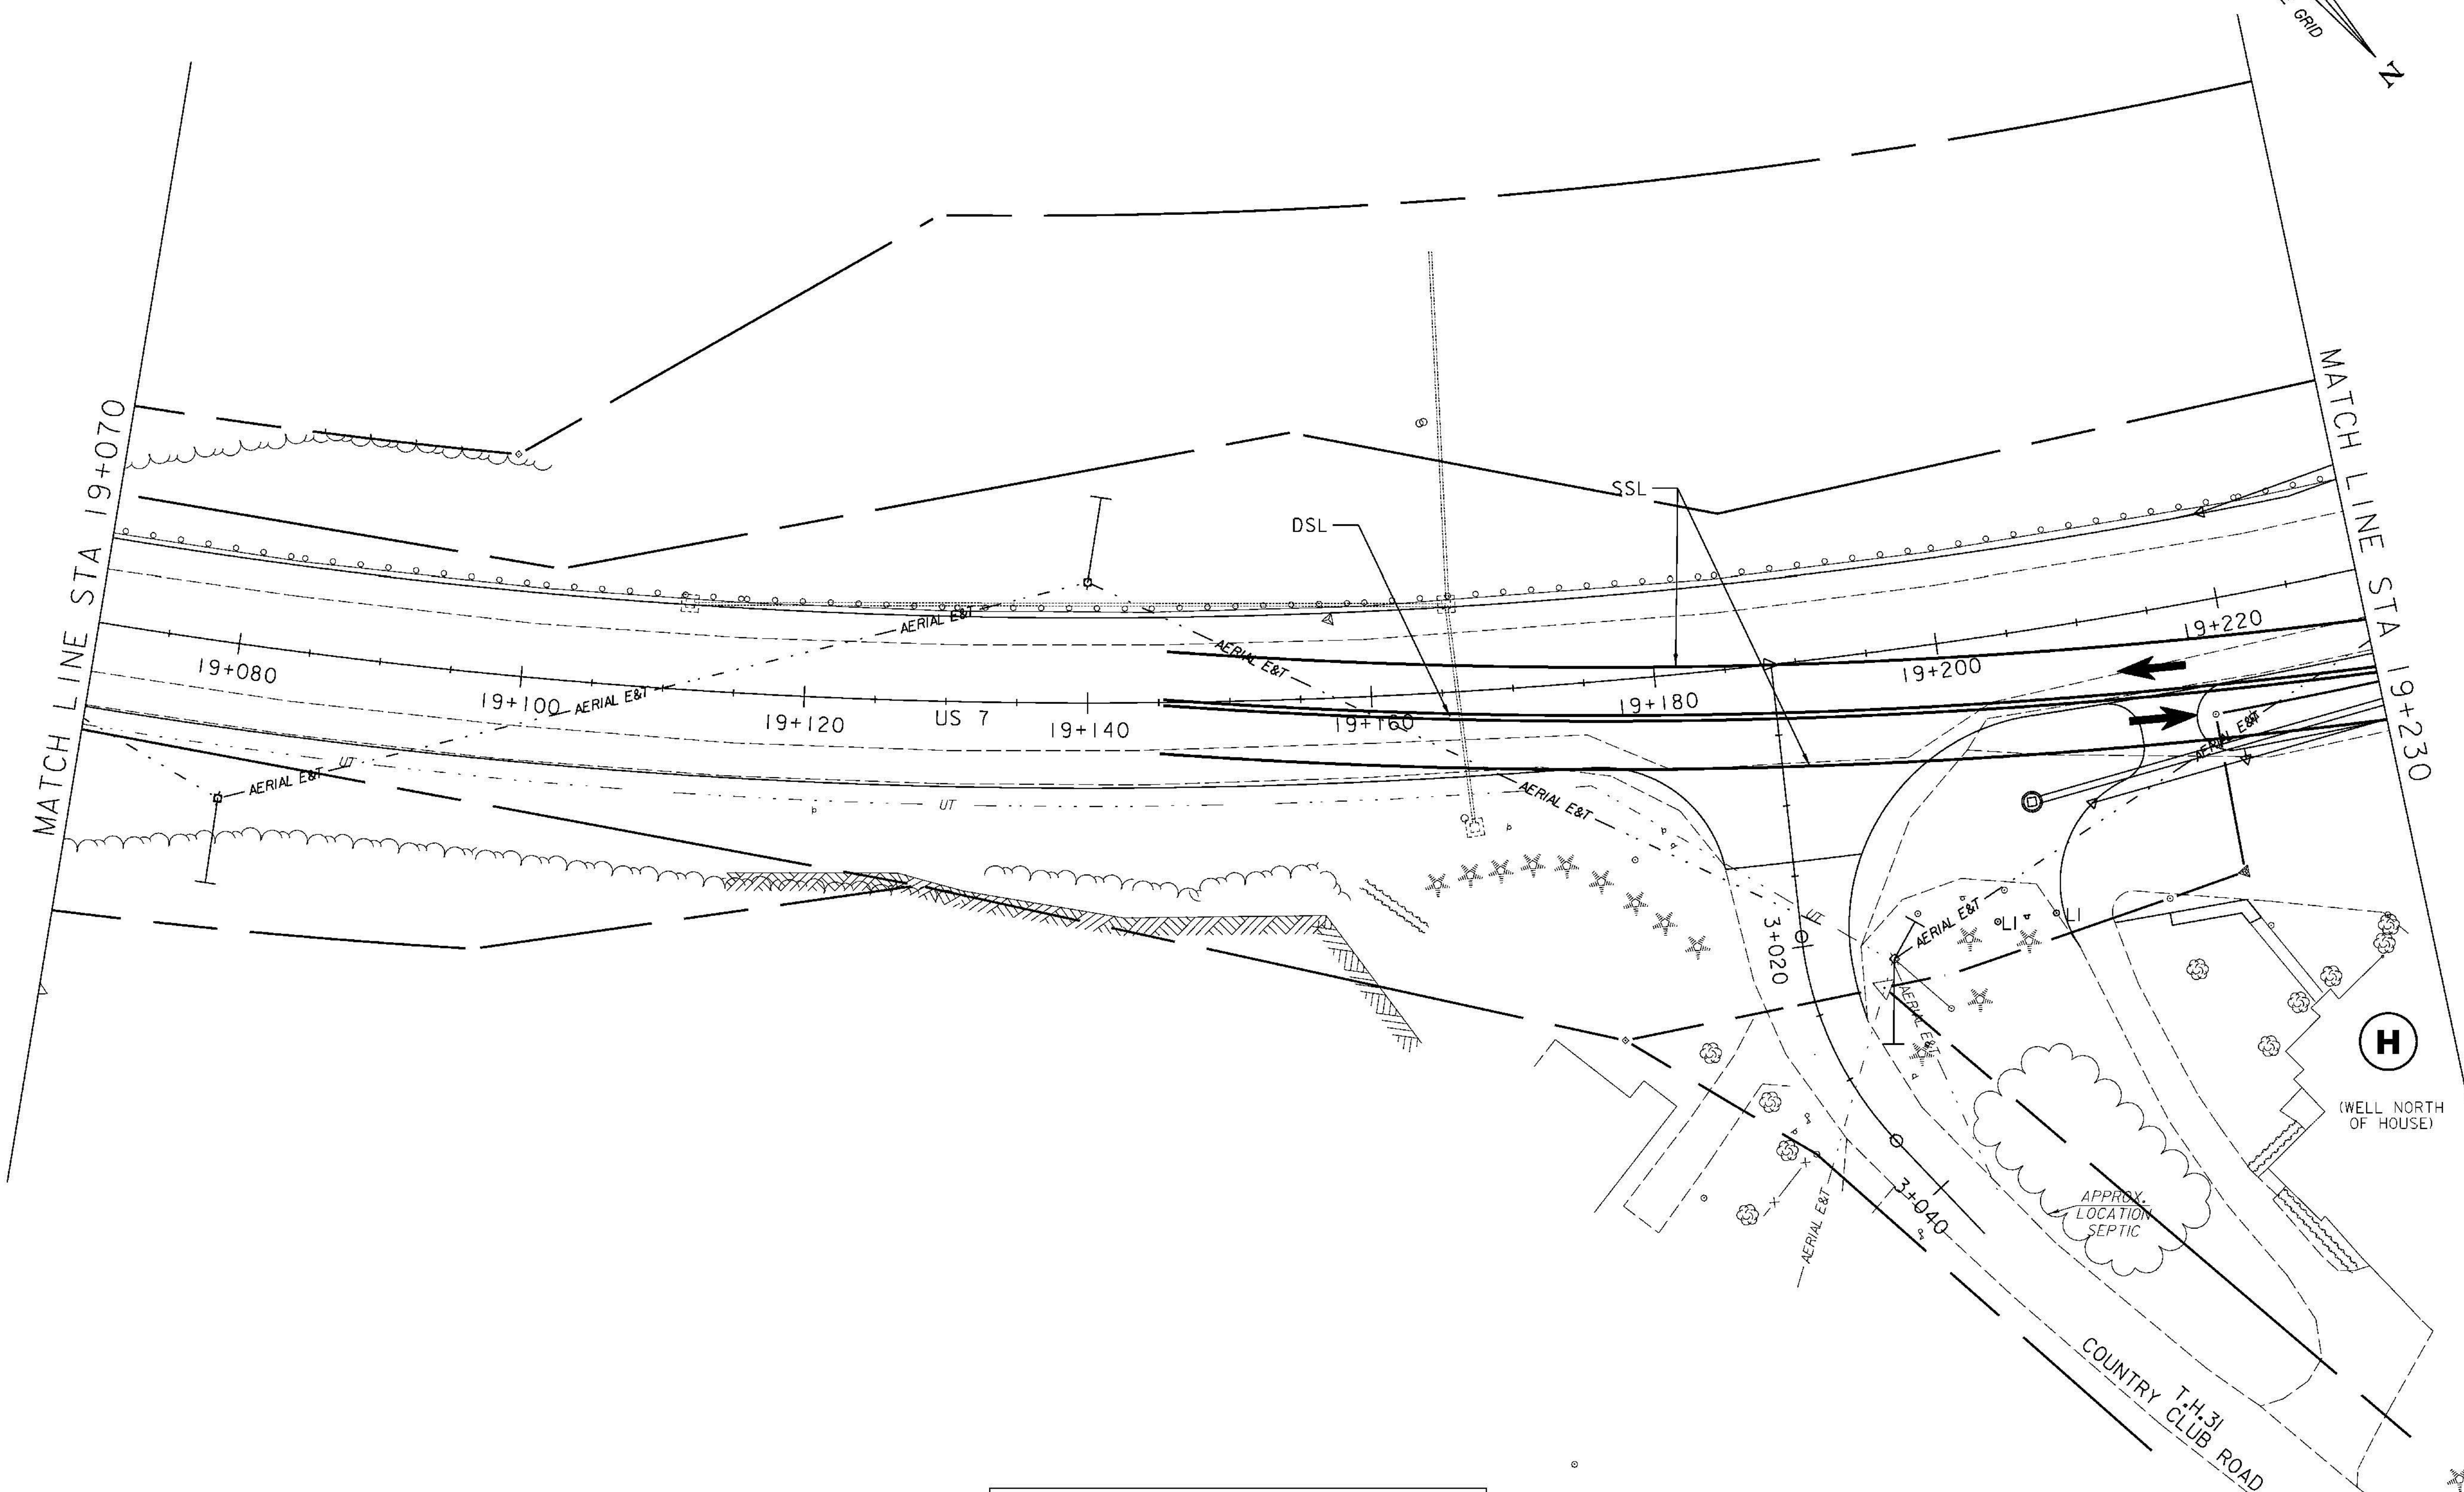 GRID
N
MATCH LINE STA 19+070
MATCH LINE STA 19+230
SSL
DSL
AERIAL E&T
AERIAL E&T
19+220
19+080
19+200
19+100
AERIAL E&T
19+180
19+120
US 7
19+140
19+160
AERIAL E&T
AERIAL E&T
UT
UT
AERIAL E&T
UT
AERIAL E&T
LI
LI
3+020
AERIAL E&T
H
(WELL NORTH
OF HOUSE)
3+040
APPROX.
LOCATION
SEPTIC
AERIAL E&T
T.H.31
COUNTRY CLUB ROAD